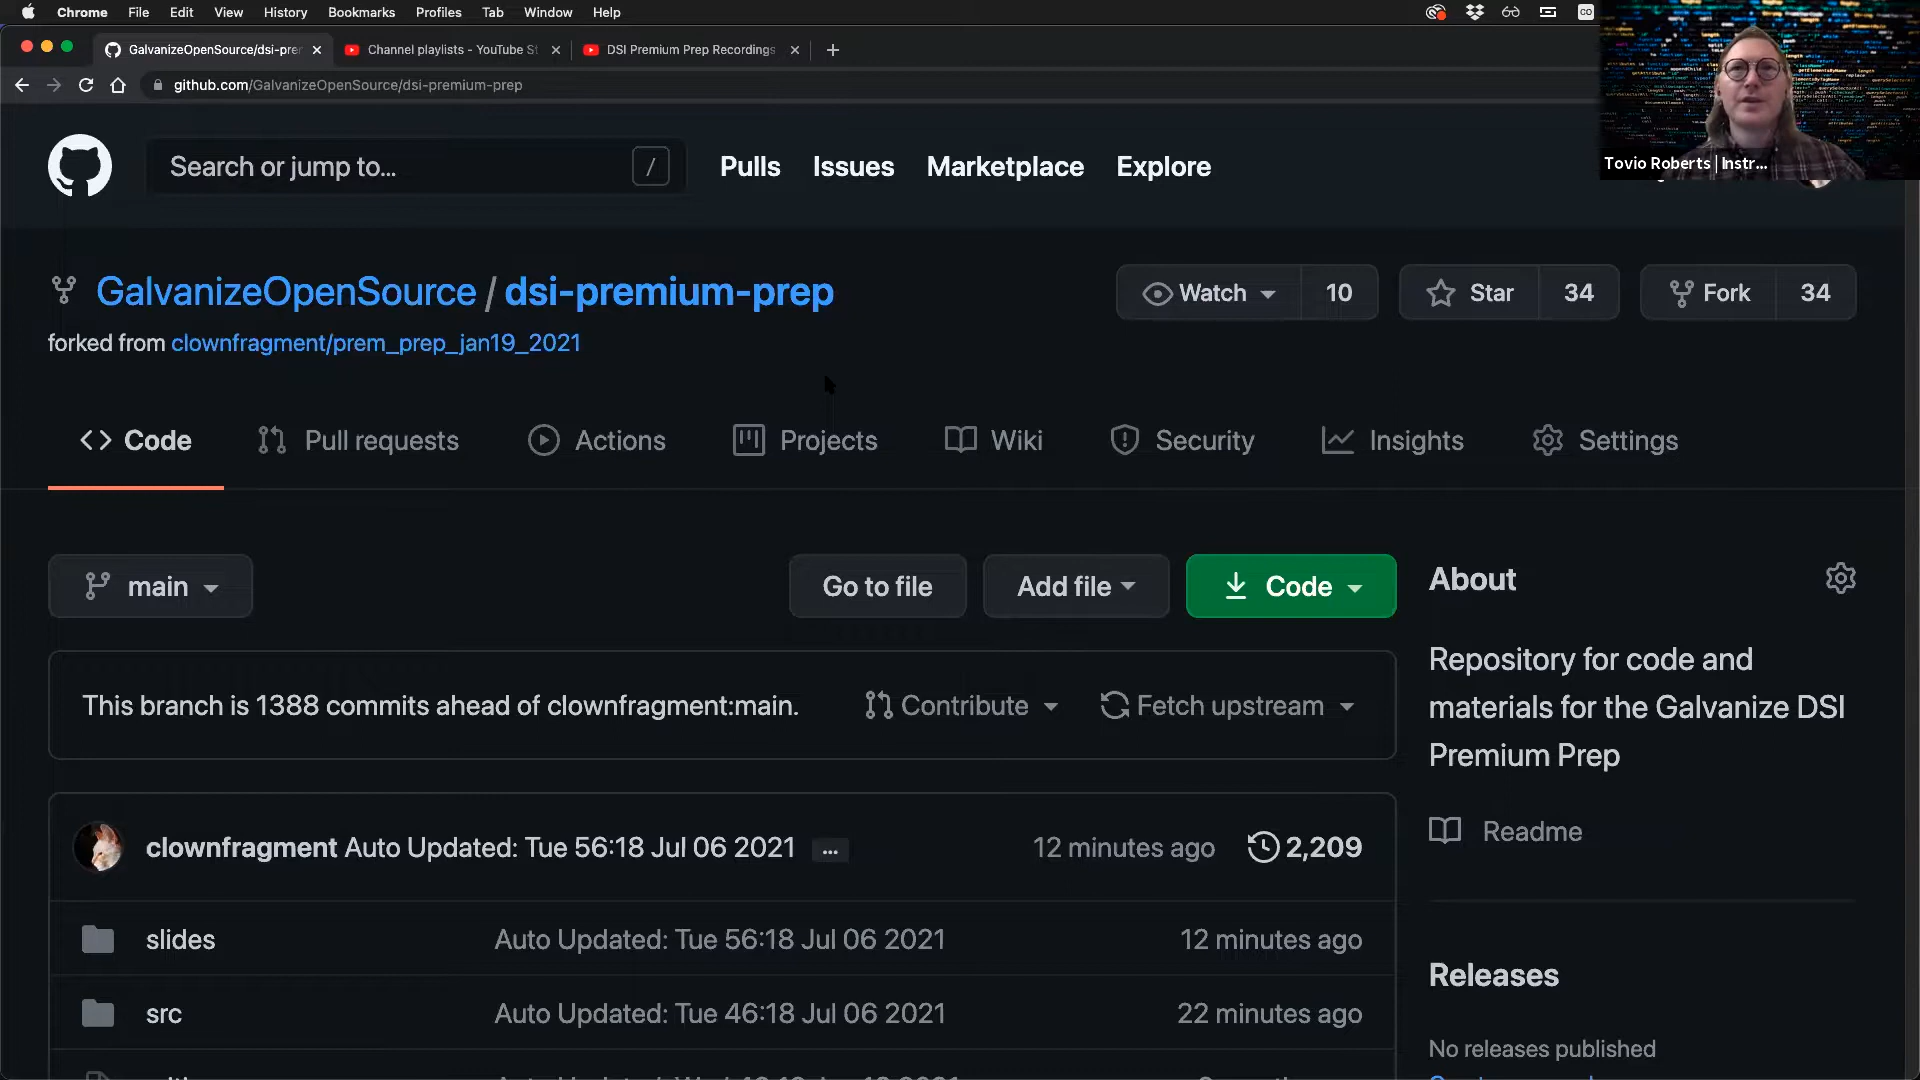 Chrome File Edit View History Bookmarks Profiles Tab Window Help
GalvanizeOpenSource/dsi-pre Channel playlists - YouTube St DSI Premium Prep Recordings
github.com/GalvanizeOpenSource/dsi-premium-prep
Search or jump to... / Pulls Issues Marketplace Explore
Tovio Roberts | Instr...
GalvanizeOpenSource / dsi-premium-prep
Watch 10 Star 34 Fork 34
forked from clownfragment/prem_prep_jan19_2021
Code Pull requests Actions Projects Wiki Security Insights Settings
main Go to file Add file Code
This branch is 1388 commits ahead of clownfragment:main. Contribute Fetch upstream
clownfragment Auto Updated: Tue 56:18 Jul 06 2021 ... 12 minutes ago 2,209
slides Auto Updated: Tue 56:18 Jul 06 2021 12 minutes ago
src Auto Updated: Tue 46:18 Jul 06 2021 22 minutes ago
About
Repository for code and
materials for the Galvanize DSI
Premium Prep
Readme
Releases
No releases published